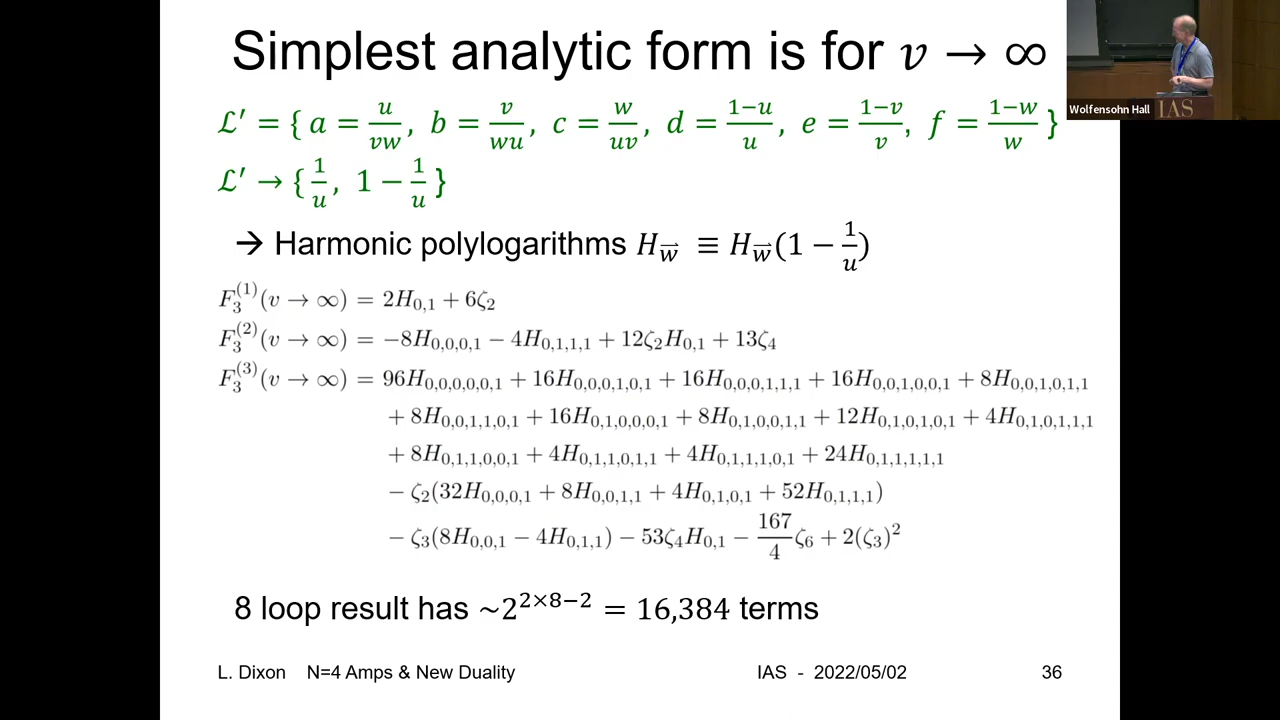 Simplest analytic form is for 𝑣 → ∞
ℒ′ = { a = u/(vw), b = v/(wu), c = w/(uv), d = (1−u)/u, e = (1−v)/v, f = (1−w)/w }
ℒ′ → { 1/u, 1 − 1/u }
→ Harmonic polylogarithms H_w⃗ ≡ H_w⃗(1 − 1/u)
F_3^{(1)}(v → ∞) = 2H_{0,1} + 6ζ_2
F_3^{(2)}(v → ∞) = −8H_{0,0,0,1} − 4H_{0,1,1,1} + 12ζ_2H_{0,1} + 13ζ_4
F_3^{(3)}(v → ∞) = 96H_{0,0,0,0,0,1} + 16H_{0,0,0,1,0,1} + 16H_{0,0,0,1,1,1} + 16H_{0,0,1,0,0,1} + 8H_{0,0,1,0,1,1}
+ 8H_{0,0,1,1,0,1} + 16H_{0,1,0,0,0,1} + 8H_{0,1,0,0,1,1} + 12H_{0,1,0,1,0,1} + 4H_{0,1,0,1,1,1}
+ 8H_{0,1,1,0,0,1} + 4H_{0,1,1,0,1,1} + 4H_{0,1,1,1,0,1} + 24H_{0,1,1,1,1,1}
− ζ_2(32H_{0,0,0,1} + 8H_{0,0,1,1} + 4H_{0,1,0,1} + 52H_{0,1,1,1})
− ζ_3(8H_{0,0,1} − 4H_{0,1,1}) − 53ζ_4H_{0,1} − 167/4 ζ_6 + 2(ζ_3)^2
8 loop result has ~2^{2×8−2} = 16,384 terms
L. Dixon N=4 Amps & New Duality
IAS - 2022/05/02
36
Wolfensohn Hall
IAS